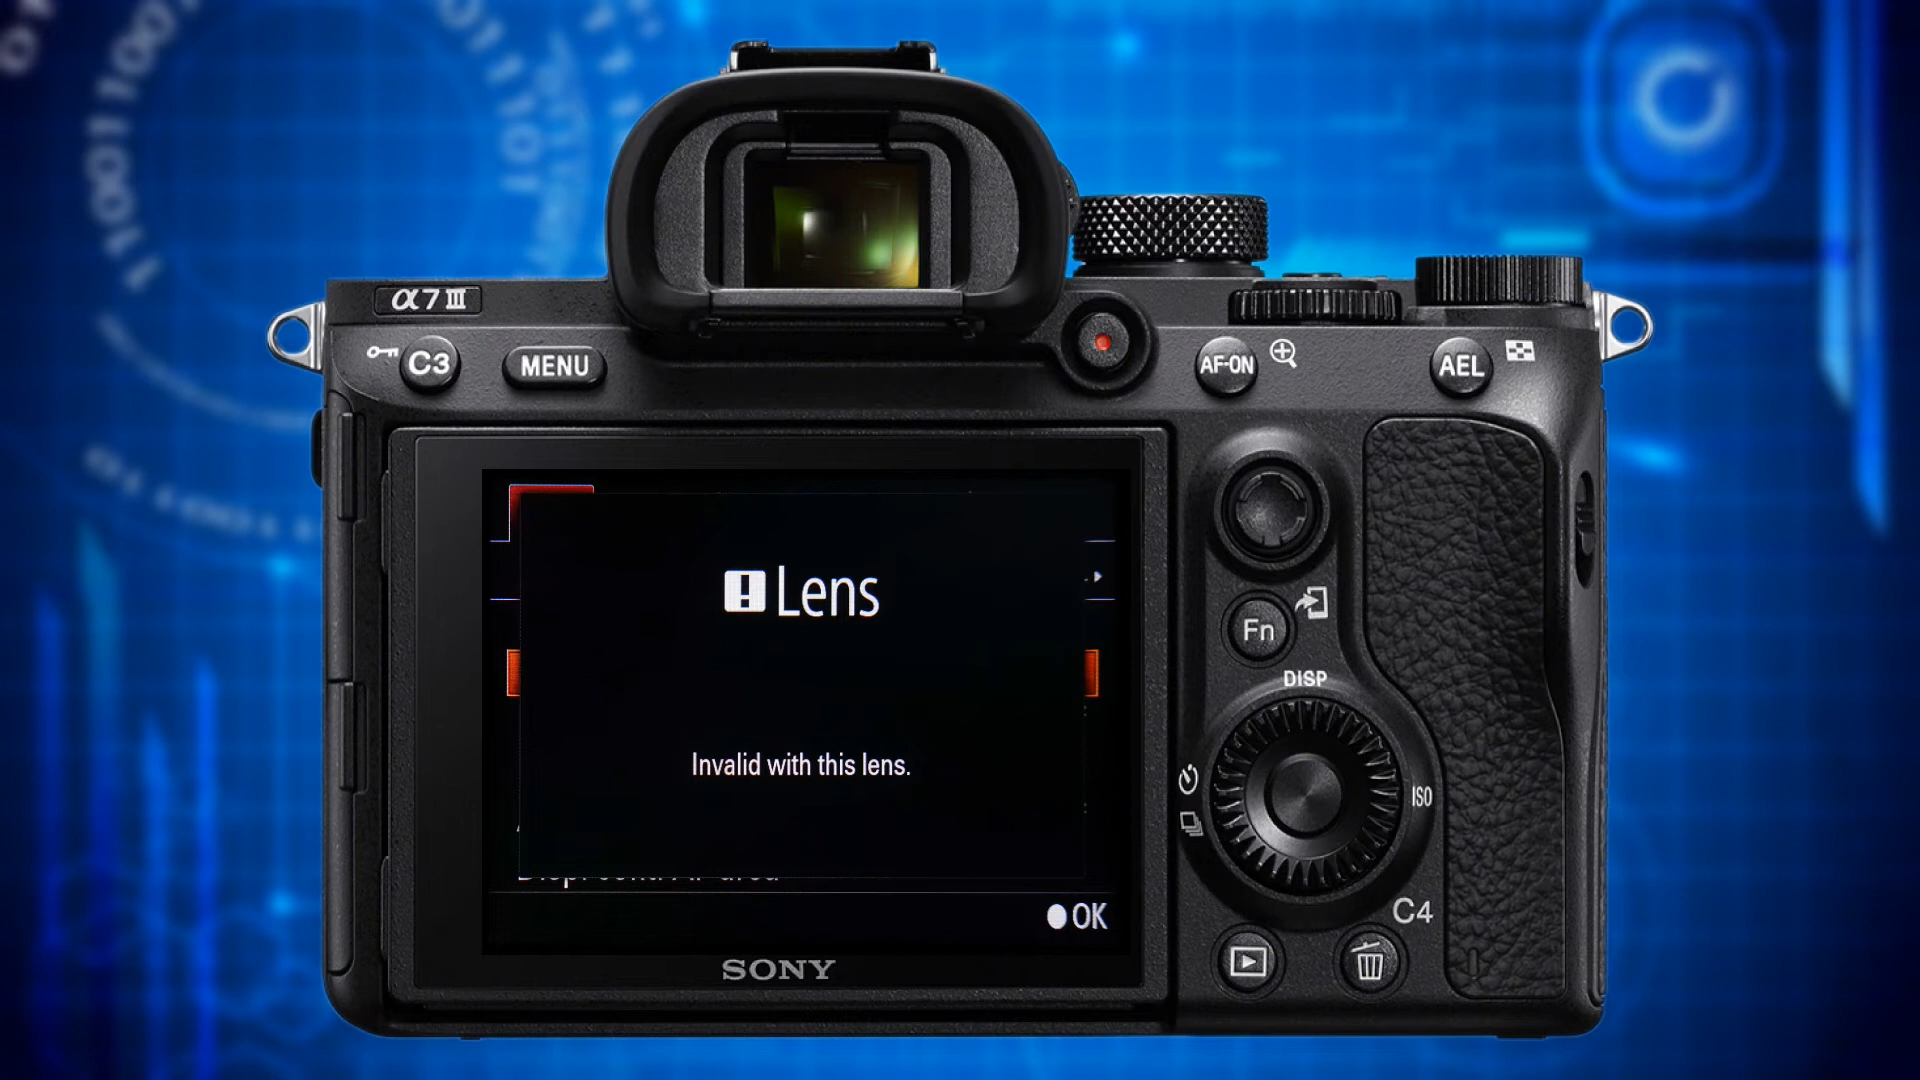 α7III
C3
MENU
AF-ON
AEL
Lens
Invalid with this lens.
OK
SONY
Fn
DISP
ISO
C4